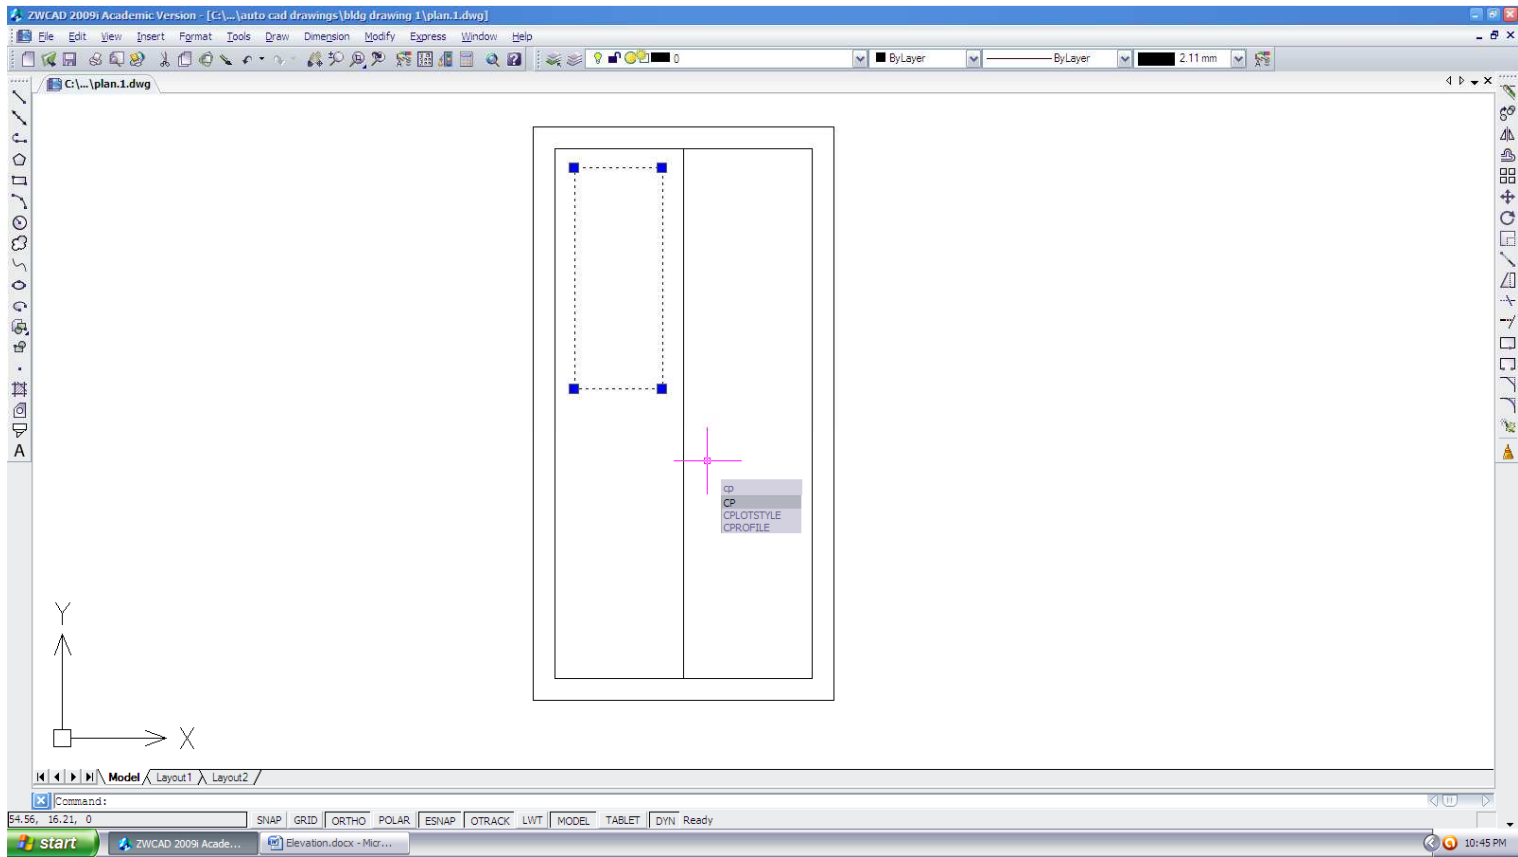 ZWCAD 2009i Academic Version - [C:\...\auto cad drawings\bldg drawing 1\plan.1.dwg]
File Edit View Insert Format Tools Draw Dimension Modify Express Window Help
0 ByLayer ByLayer 2.11 mm
C:\...\plan.1.dwg
A
cp
CP
CPLOTSTYLE
CPROFILE
Y
X
Model Layout1 Layout2
Command:
54.56, 16.21, 0 SNAP GRID ORTHO POLAR ESNAP OTRACK LWT MODEL TABLET DYN Ready
start ZWCAD 2009i Acade... Elevation.docx - Micr... 10:45 PM